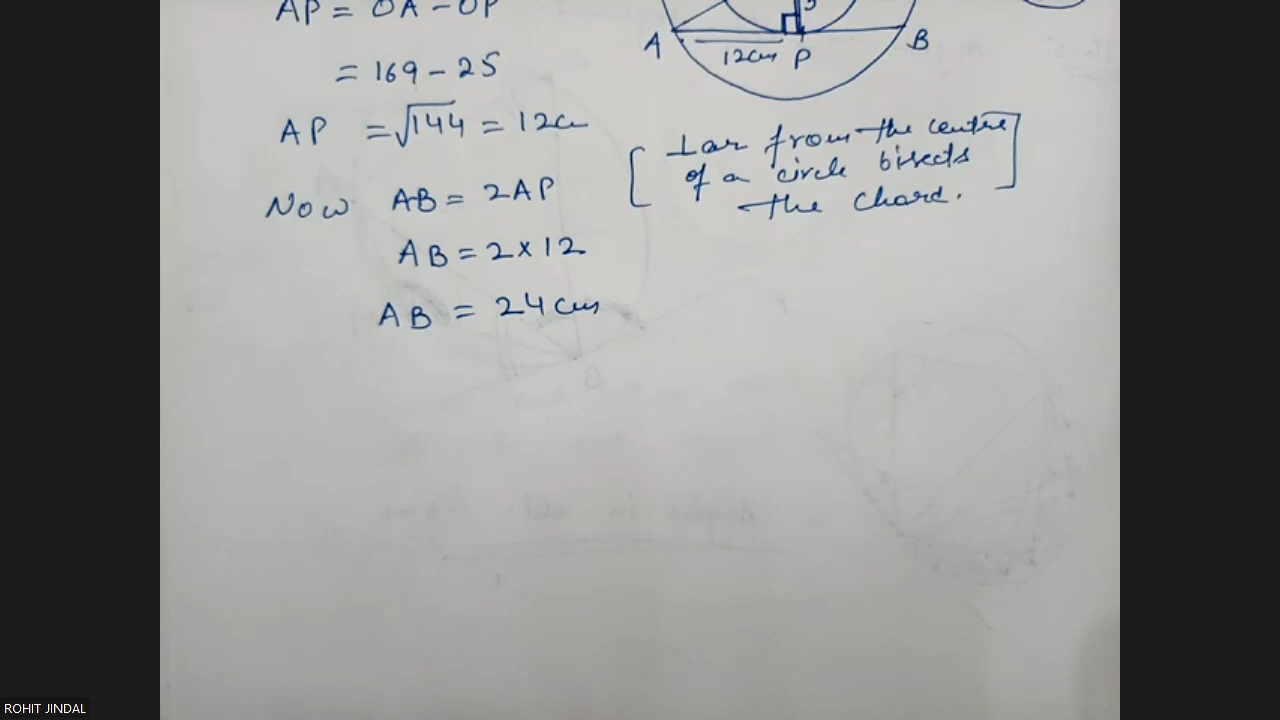 AP = OA - OP
= 169 - 25
AP = √144 = 12cm
Now AB = 2AP
AB = 2 × 12
AB = 24 cm
A
B
12cm P
5
[⊥ar from the centre
of a circle bisects
the chord.]
ROHIT JINDAL